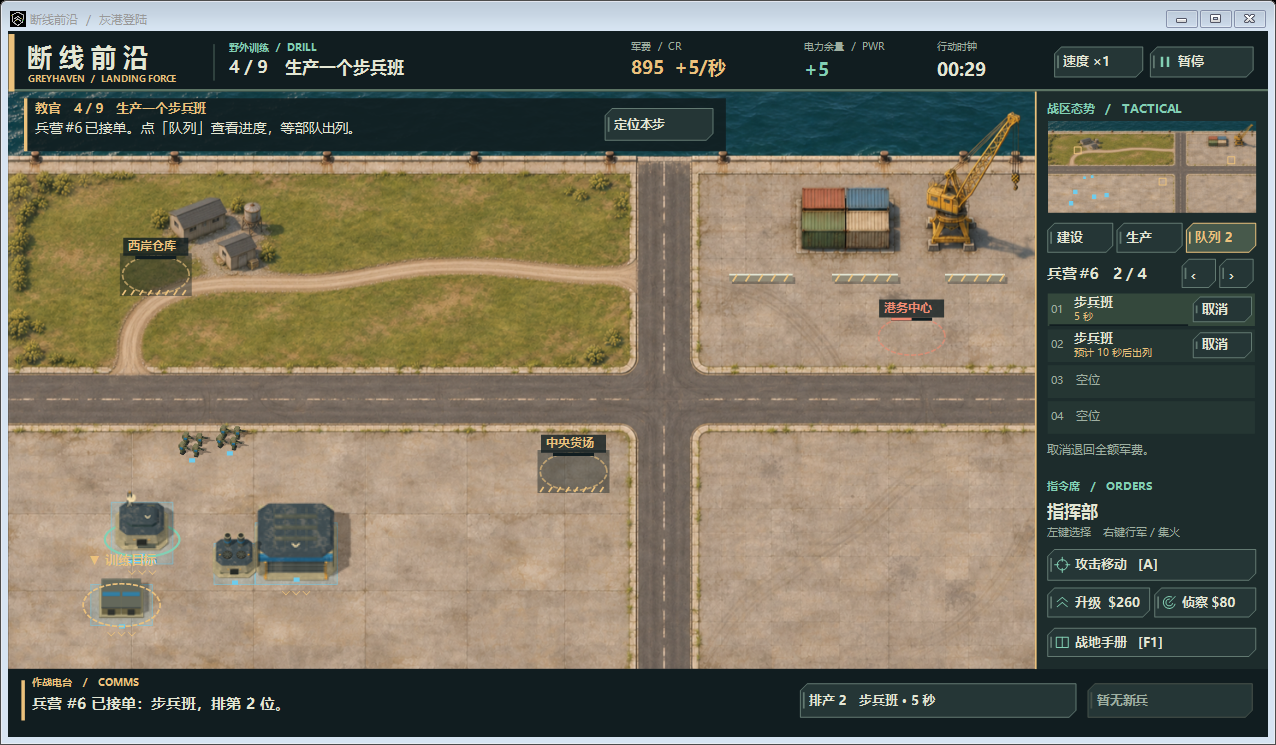 断线前沿 / 灰港登陆
断线前沿
GREYHAVEN / LANDING FORCE
野外训练 / DRILL
4 / 9 生产一个步兵班
军费 / CR
895 +5/秒
电力余量 / PWR
+5
行动时钟
00:29
速度 ×1
暂停
教官 4 / 9 生产一个步兵班
兵营 #6 已接单。点「队列」查看进度，等部队出列。
定位本步
西岸仓库
港务中心
中央货场
训练目标
战区态势 / TACTICAL
建设
生产
队列 2
兵营 #6 2 / 4
‹
›
01 步兵班
5 秒
取消
02 步兵班
预计 10 秒后出列
取消
03 空位
04 空位
取消退回全额军费。
指令席 / ORDERS
指挥部
左键选择 右键行军 / 集火
攻击移动 [A]
升级 $260
侦察 $80
战地手册 [F1]
作战电台 / COMMS
兵营 #6 已接单：步兵班，排第 2 位。
排产 2 步兵班 • 5 秒
暂无新兵